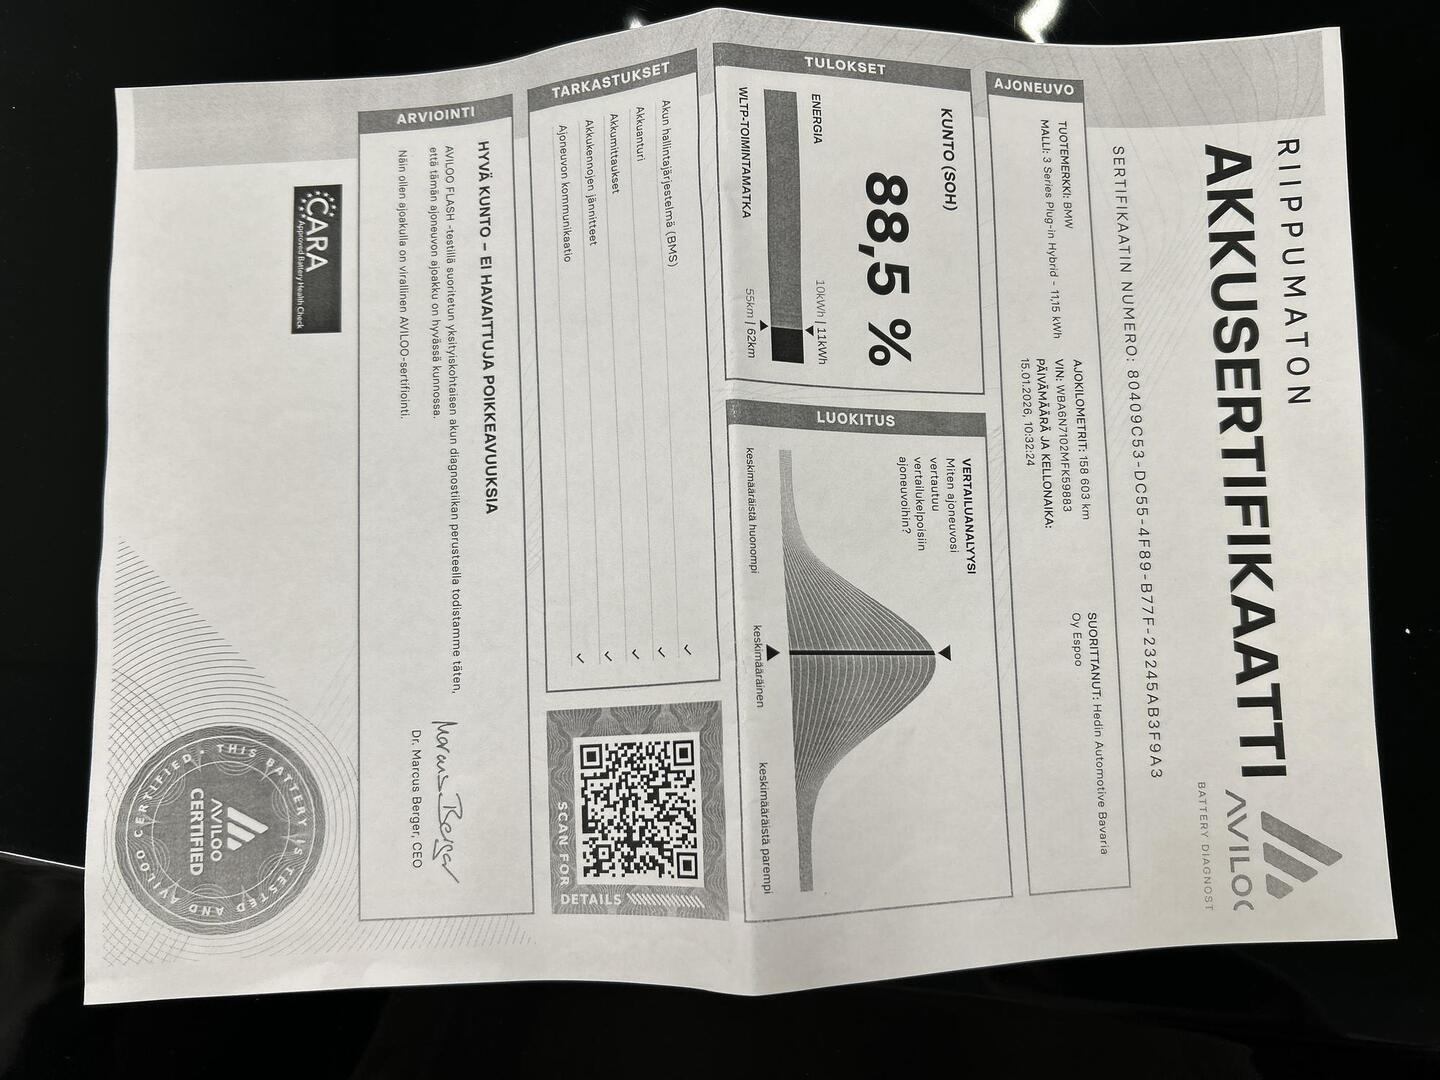 RIIPPUMATON
AKKUSERTIFIKAATTI
AVILOO
BATTERY DIAGNOST
SERTIFIKAATIN NUMERO: 80409C53-DC55-4F89-B77F-23245AB3F9A3
AJONEUVO
TUOTEMERKKI: BMW
MALLI: 3 Series Plug-in Hybrid - 11,15 kWh
AJOKILOMETRIT: 158 603 km
VIN: WBA6N7102MFK59883
PÄIVÄMÄÄRÄ JA KELLONAIKA:
15.01.2026, 10:32:24
SUORITTANUT: Hedin Automotive Bavaria
Oy Espoo
TULOKSET
KUNTO (SOH)
88,5 %
ENERGIA
10kWh | 11kWh
WLTP-TOIMINTAMATKA
55km | 62km
LUOKITUS
VERTAILUANALYYSI
Miten ajoneuvosi
vertautuu
vertailukelpoisiin
ajoneuvoihin?
keskimääräistä huonompi
keskimääräinen
keskimääräistä parempi
TARKASTUKSET
Akun hallintajärjestelmä (BMS) ✓
Akkuanturi ✓
Akkumittaukset ✓
Akkukennojen jännitteet ✓
Ajoneuvon kommunikaatio ✓
SCAN FOR
DETAILS
ARVIOINTI
HYVÄ KUNTO – EI HAVAITTUJA POIKKEAVUUKSIA
AVILOO FLASH -testillä suoritetun yksityiskohtaisen akun diagnostiikan perusteella todistamme täten,
että tämän ajoneuvon ajoakku on hyvässä kunnossa.
Näin ollen ajoakulla on virallinen AVILOO-sertifiointi.
Marcus Berger
Dr. Marcus Berger, CEO
CARA
Approved Battery Health Check
THIS BATTERY IS TESTED AND AVILOO CERTIFIED
AVILOO
CERTIFIED